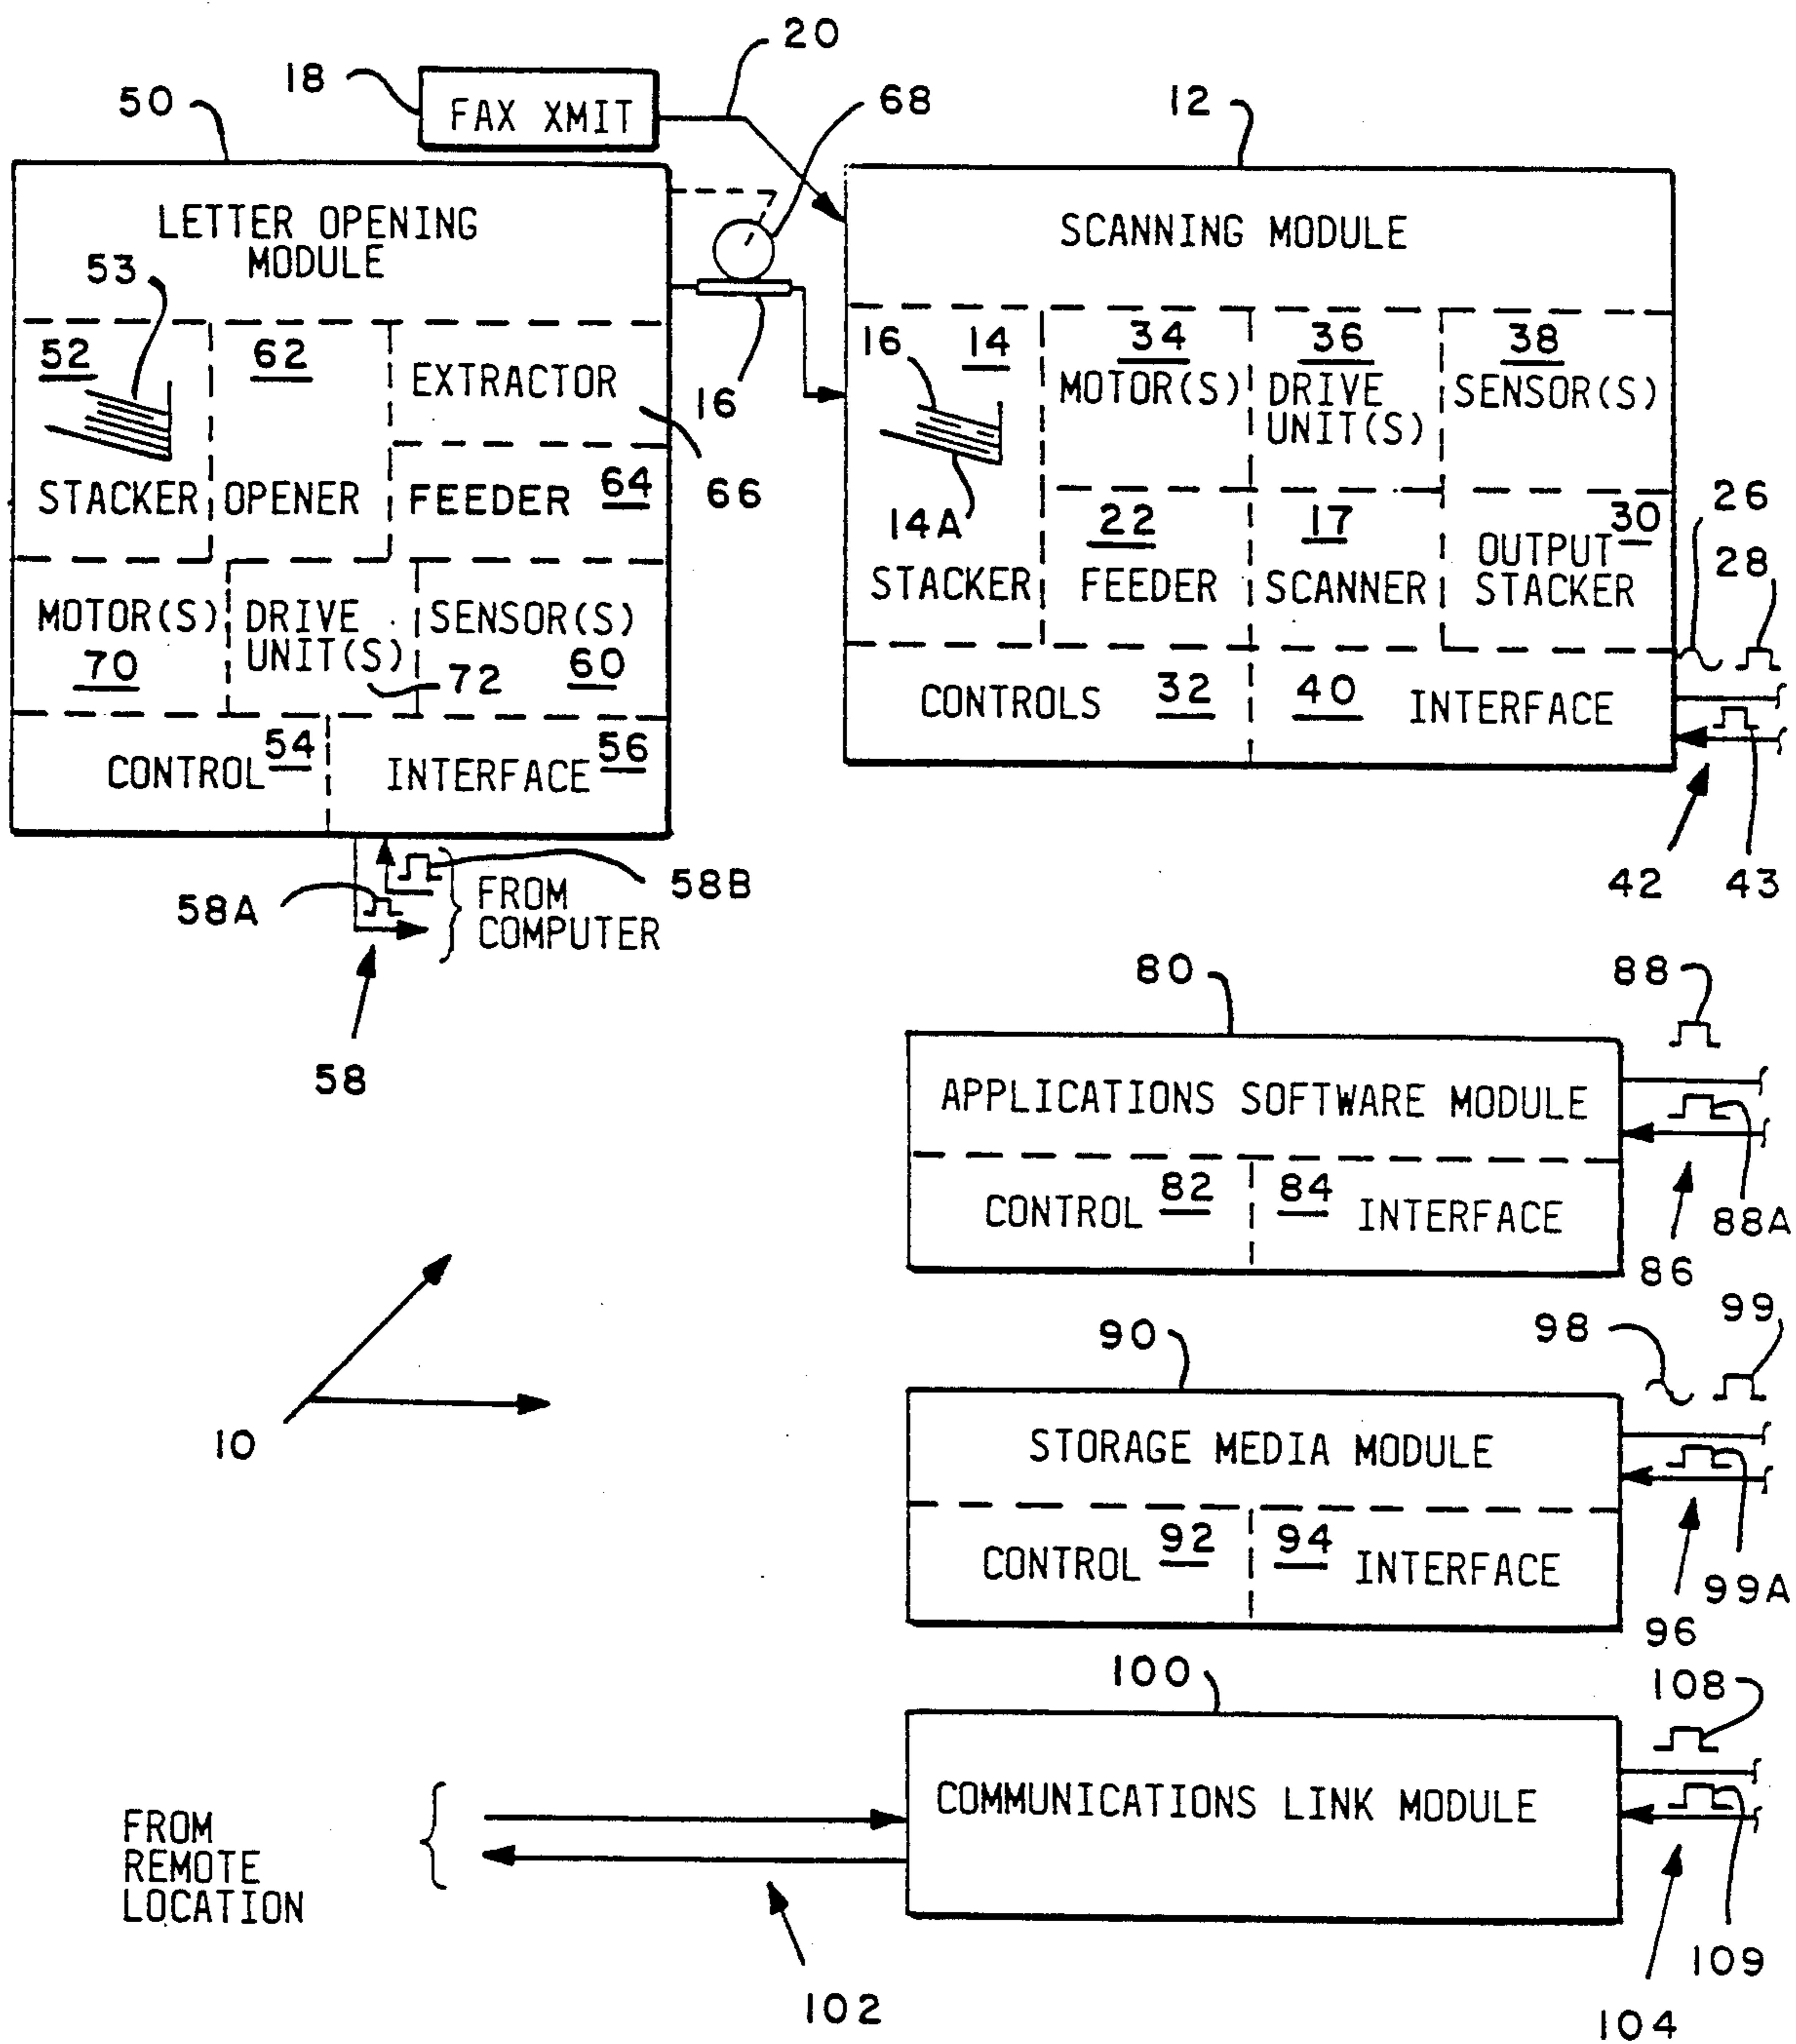 20
18
FAX XMIT
68
12
50
LETTER OPENING
MODULE
SCANNING MODULE
53
52
62
EXTRACTOR
16
16
14
34
MOTOR(S)
36
DRIVE
UNIT(S)
38
SENSOR(S)
STACKER
OPENER
FEEDER 64
66
14A
STACKER
22
FEEDER
17
SCANNER
30
OUTPUT
STACKER
26
28
MOTOR(S)
70
DRIVE
UNIT(S)
72
SENSOR(S)
60
CONTROLS 32
40 INTERFACE
CONTROL 54
INTERFACE 56
42
43
58A
58B
FROM
COMPUTER
58
80
88
APPLICATIONS SOFTWARE MODULE
CONTROL 82
84 INTERFACE
88A
86
10
90
98
99
STORAGE MEDIA MODULE
CONTROL 92
94 INTERFACE
99A
96
100
108
COMMUNICATIONS LINK MODULE
FROM
REMOTE
LOCATION
102
109
104